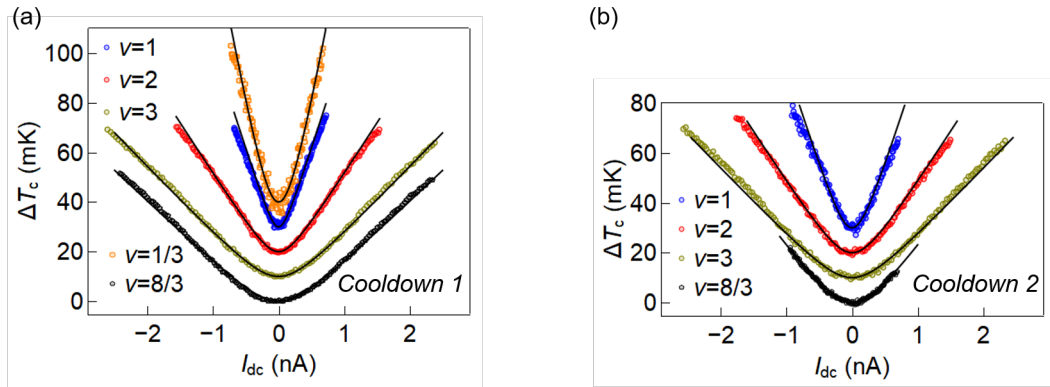 (a)
100
80
60
40
20
0
ΔTc (mK)
ν=1
ν=2
ν=3
ν=1/3
ν=8/3
Cooldown 1
−2 −1 0 1 2
Idc (nA)
(b)
80
60
40
20
0
ΔTc (mK)
ν=1
ν=2
ν=3
ν=8/3
Cooldown 2
−2 −1 0 1 2
Idc (nA)